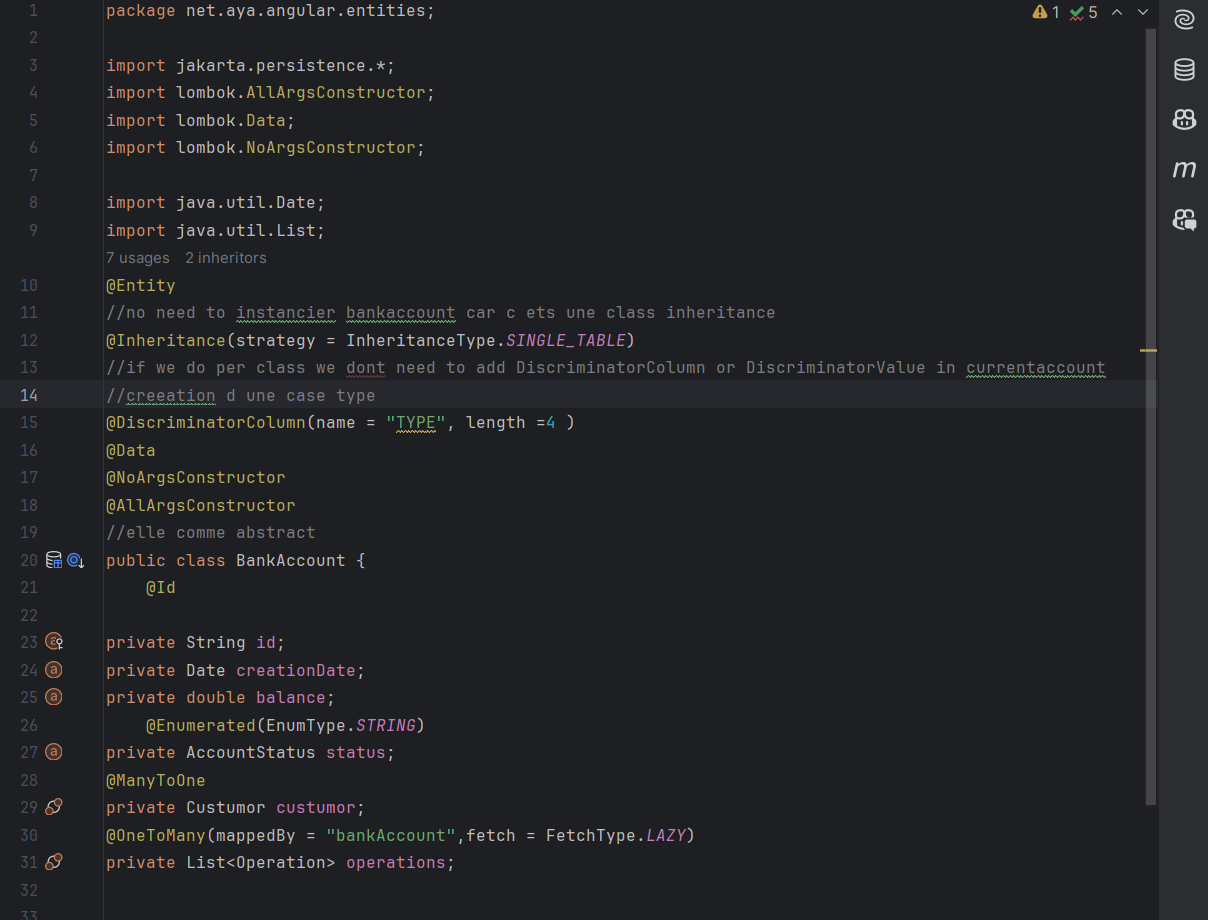 1 package net.aya.angular.entities; 1 5
2
3 import jakarta.persistence.*;
4 import lombok.AllArgsConstructor;
5 import lombok.Data;
6 import lombok.NoArgsConstructor;
7
8 import java.util.Date;
9 import java.util.List;
7 usages 2 inheritors
10 @Entity
11 //no need to instancier bankaccount car c ets une class inheritance
12 @Inheritance(strategy = InheritanceType.SINGLE_TABLE)
13 //if we do per class we dont need to add DiscriminatorColumn or DiscriminatorValue in currentaccount
14 //creeation d une case type
15 @DiscriminatorColumn(name = "TYPE", length =4 )
16 @Data
17 @NoArgsConstructor
18 @AllArgsConstructor
19 //elle comme abstract
20 public class BankAccount {
21 @Id
22
23 private String id;
24 private Date creationDate;
25 private double balance;
26 @Enumerated(EnumType.STRING)
27 private AccountStatus status;
28 @ManyToOne
29 private Custumor custumor;
30 @OneToMany(mappedBy = "bankAccount",fetch = FetchType.LAZY)
31 private List<Operation> operations;
32
33